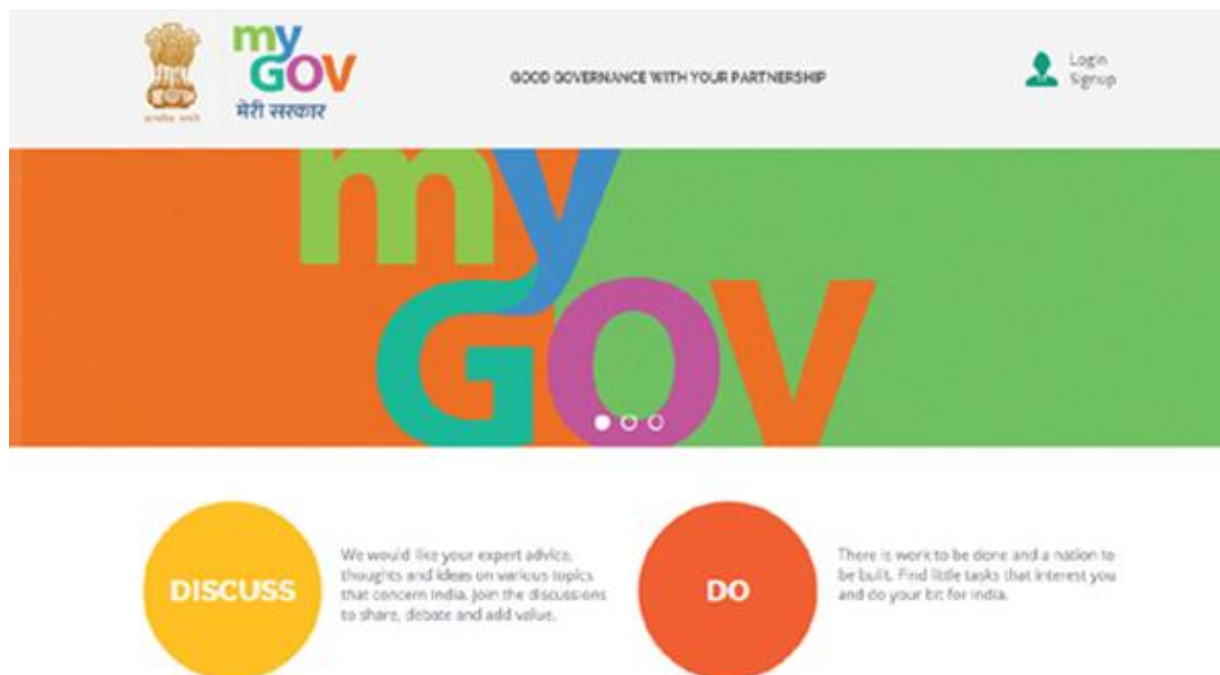 my
GOV
मेरी सरकार
GOOD GOVERNANCE WITH YOUR PARTNERSHIP
Login
Signup
my
GOV
DISCUSS
We would like your expert advice,
thoughts and ideas on various topics
that concern India. Join the discussions
to share, debate and add value.
DO
There is work to be done and a nation to
be built. Find little tasks that interest you
and do your bit for India.